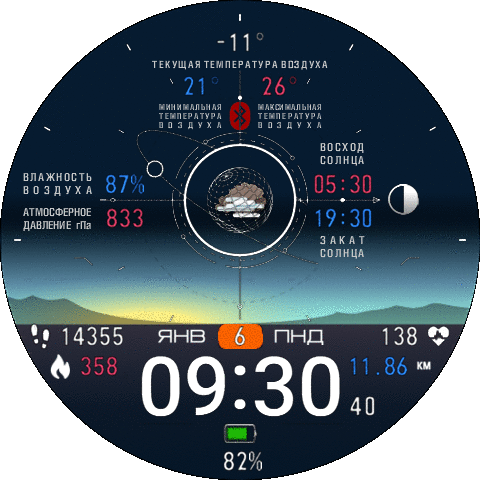 -11°
ТЕКУЩАЯ ТЕМПЕРАТУРА ВОЗДУХА
21° 26°
МИНИМАЛЬНАЯ
ТЕМПЕРАТУРА
ВОЗДУХА
МАКСИМАЛЬНАЯ
ТЕМПЕРАТУРА
ВОЗДУХА
ВЛАЖНОСТЬ
ВОЗДУХА
87%
АТМОСФЕРНОЕ
ДАВЛЕНИЕ гПа
833
ВОСХОД
СОЛНЦА
05:30
19:30
ЗАКАТ
СОЛНЦА
14355 ЯНВ 6 ПНД 138
358 09:30 40 11.86 км
82%